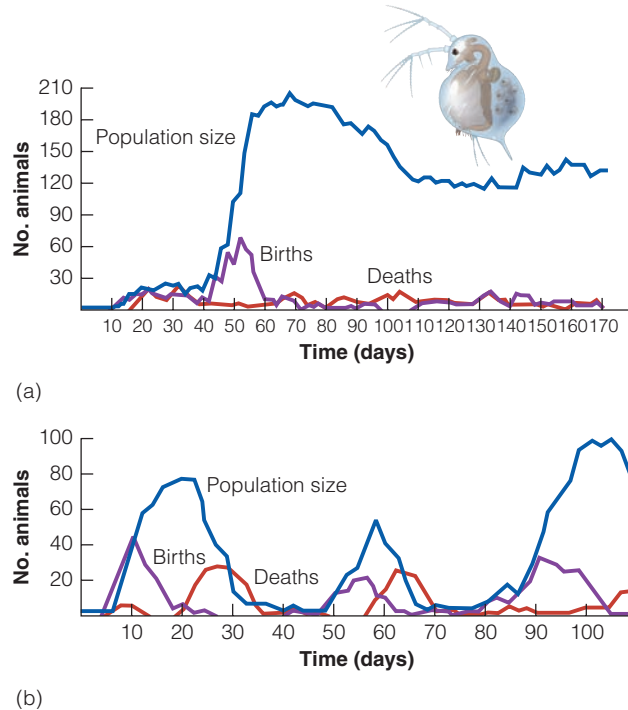 210
180
150
120
90
60
30
No. animals
Population size
Births
Deaths
10 20 30 40 50 60 70 80 90 100 110 120 130 140 150 160 170
Time (days)
(a)
100
80
60
40
20
No. animals
Population size
Births
Deaths
10 20 30 40 50 60 70 80 90 100
Time (days)
(b)